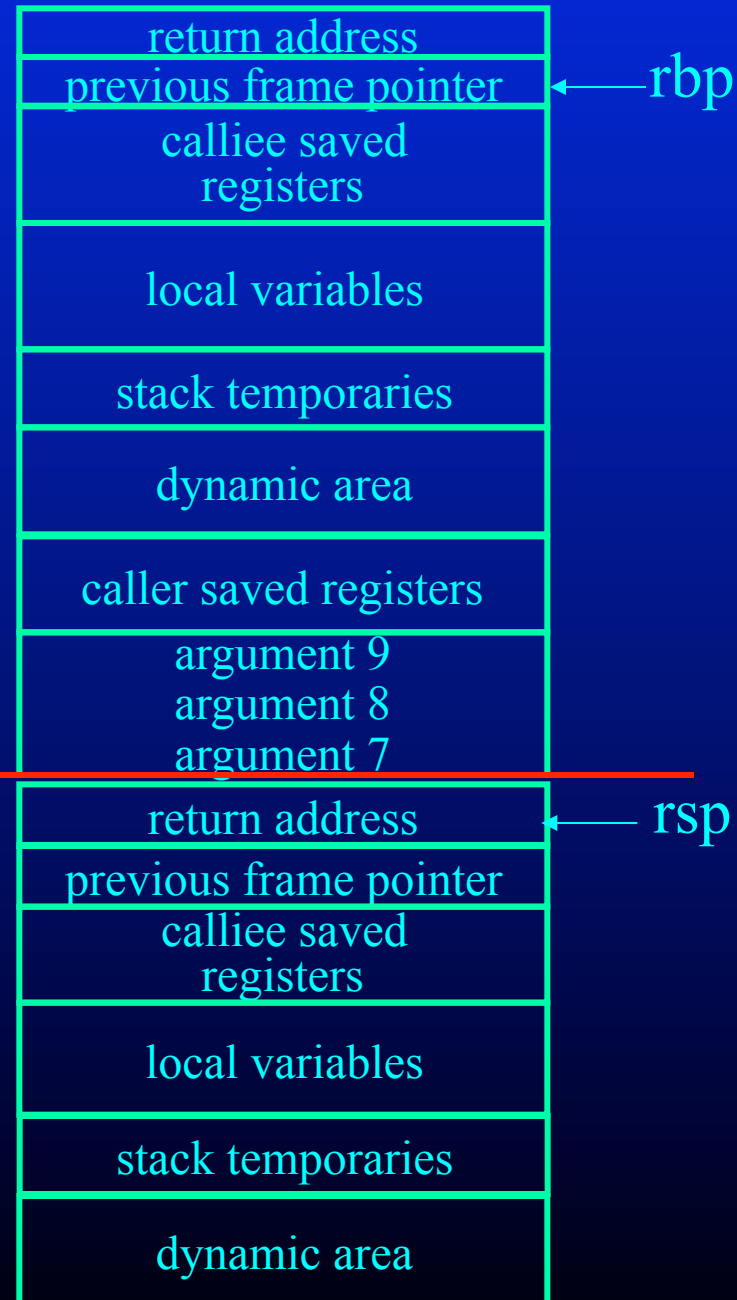 return address
previous frame pointer
rbp
calliee saved
registers
local variables
stack temporaries
dynamic area
caller saved registers
argument 9
argument 8
argument 7
return address
rsp
previous frame pointer
calliee saved
registers
local variables
stack temporaries
dynamic area